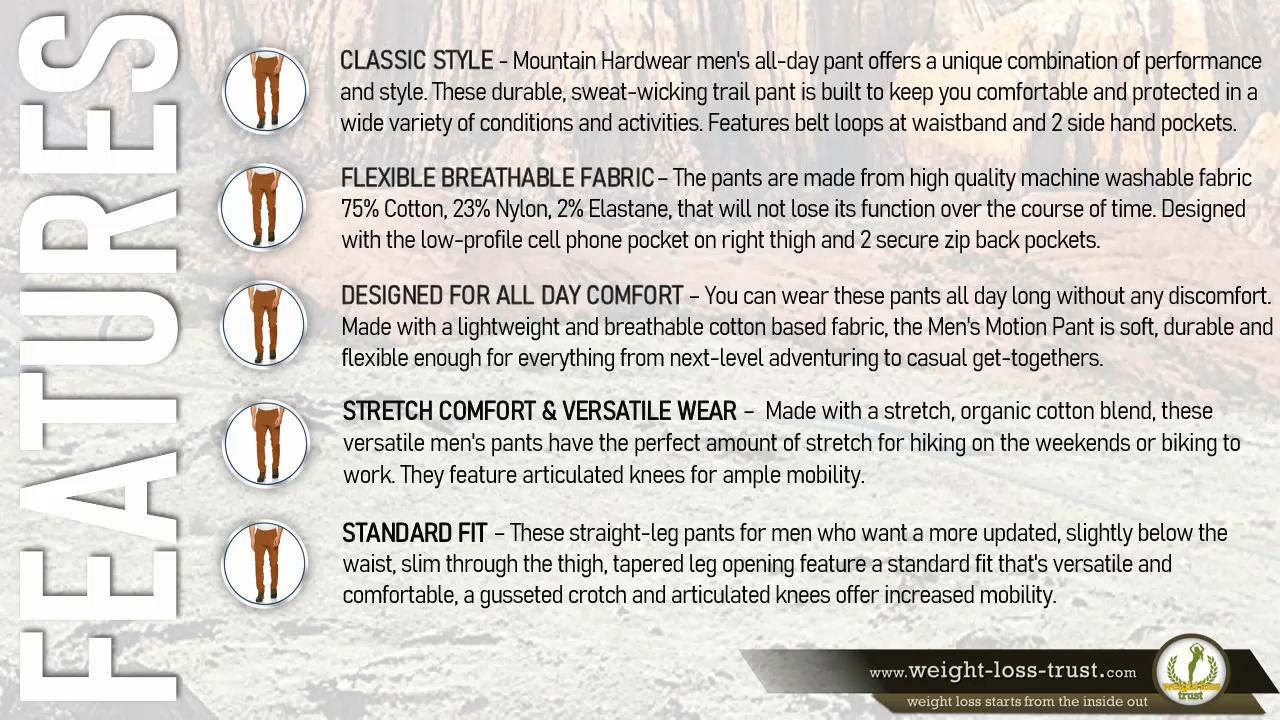 FEATURES
CLASSIC STYLE - Mountain Hardwear men's all-day pant offers a unique combination of performance
and style. These durable, sweat-wicking trail pant is built to keep you comfortable and protected in a
wide variety of conditions and activities. Features belt loops at waistband and 2 side hand pockets.
FLEXIBLE BREATHABLE FABRIC – The pants are made from high quality machine washable fabric
75% Cotton, 23% Nylon, 2% Elastane, that will not lose its function over the course of time. Designed
with the low-profile cell phone pocket on right thigh and 2 secure zip back pockets.
DESIGNED FOR ALL DAY COMFORT – You can wear these pants all day long without any discomfort.
Made with a lightweight and breathable cotton based fabric, the Men's Motion Pant is soft, durable and
flexible enough for everything from next-level adventuring to casual get-togethers.
STRETCH COMFORT & VERSATILE WEAR – Made with a stretch, organic cotton blend, these
versatile men's pants have the perfect amount of stretch for hiking on the weekends or biking to
work. They feature articulated knees for ample mobility.
STANDARD FIT – These straight-leg pants for men who want a more updated, slightly below the
waist, slim through the thigh, tapered leg opening feature a standard fit that's versatile and
comfortable, a gusseted crotch and articulated knees offer increased mobility.
www.weight-loss-trust.com
weight loss
trust
weight loss starts from the inside out